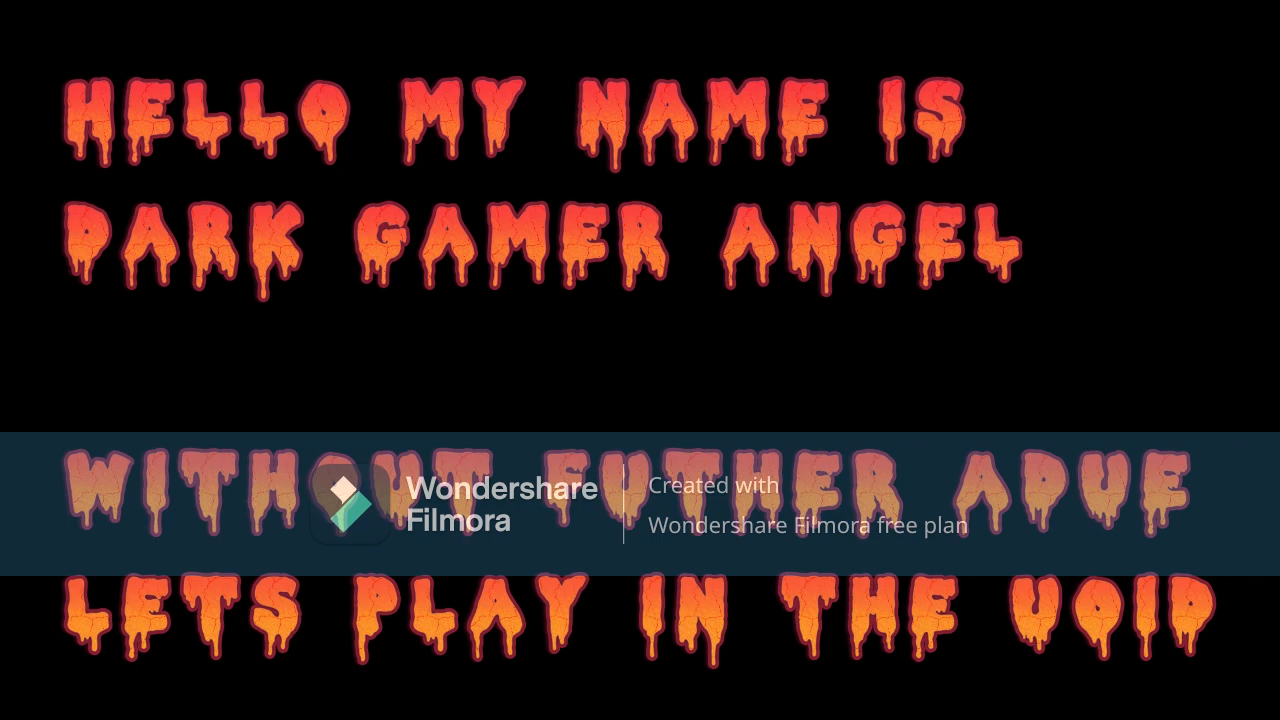 HELLO MY NAME IS
DARK GAMER ANGEL
WITHOUT FUTHER ADUE
Wondershare
Filmora
Created with
Wondershare Filmora free plan
LETS PLAY IN THE VOID